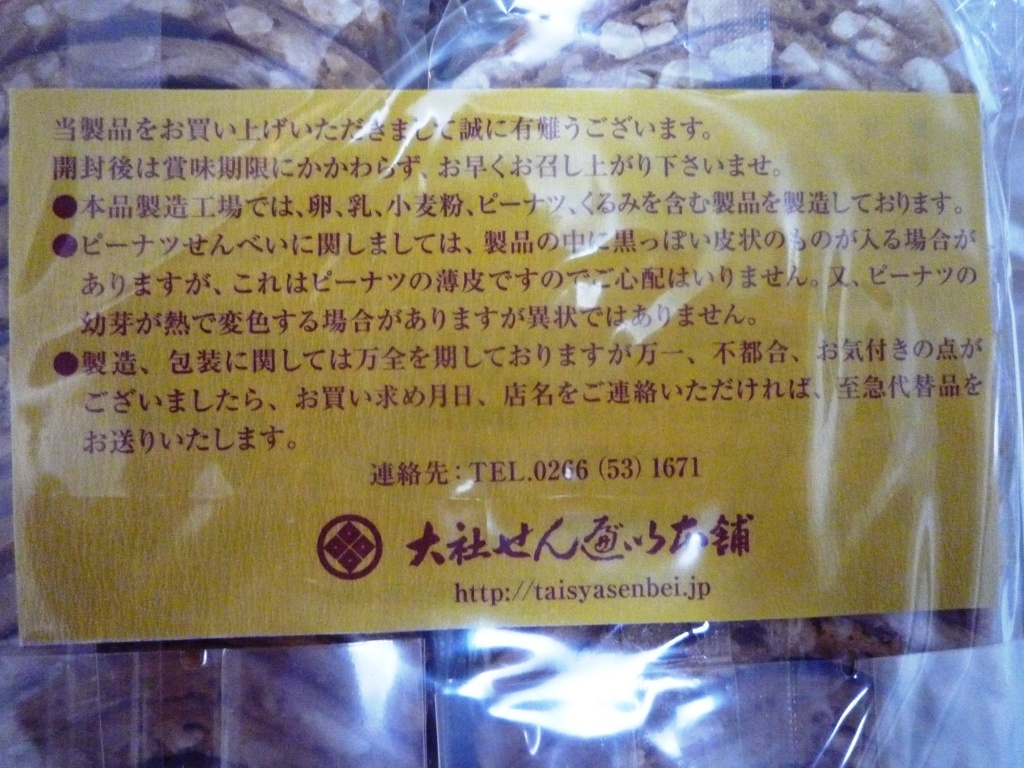 当製品をお買い上げいただきまして誠に有難うございます。
開封後は賞味期限にかかわらず、お早くお召し上がり下さいませ。
●本品製造工場では、卵、乳、小麦粉、ピーナツ、くるみを含む製品を製造しております。
●ピーナツせんべいに関しましては、製品の中に黒っぽい皮状のものが入る場合が
ありますが、これはピーナツの薄皮ですのでご心配はいりません。又、ピーナツの
幼芽が熱で変色する場合がありますが異状ではありません。
●製造、包装に関しては万全を期しておりますが万一、不都合、お気付きの点が
ございましたら、お買い求め月日、店名をご連絡いただければ、至急代替品を
お送りいたします。
連絡先：TEL.0266 (53) 1671
大社せんべい本舗
http://taisyasenbei.jp